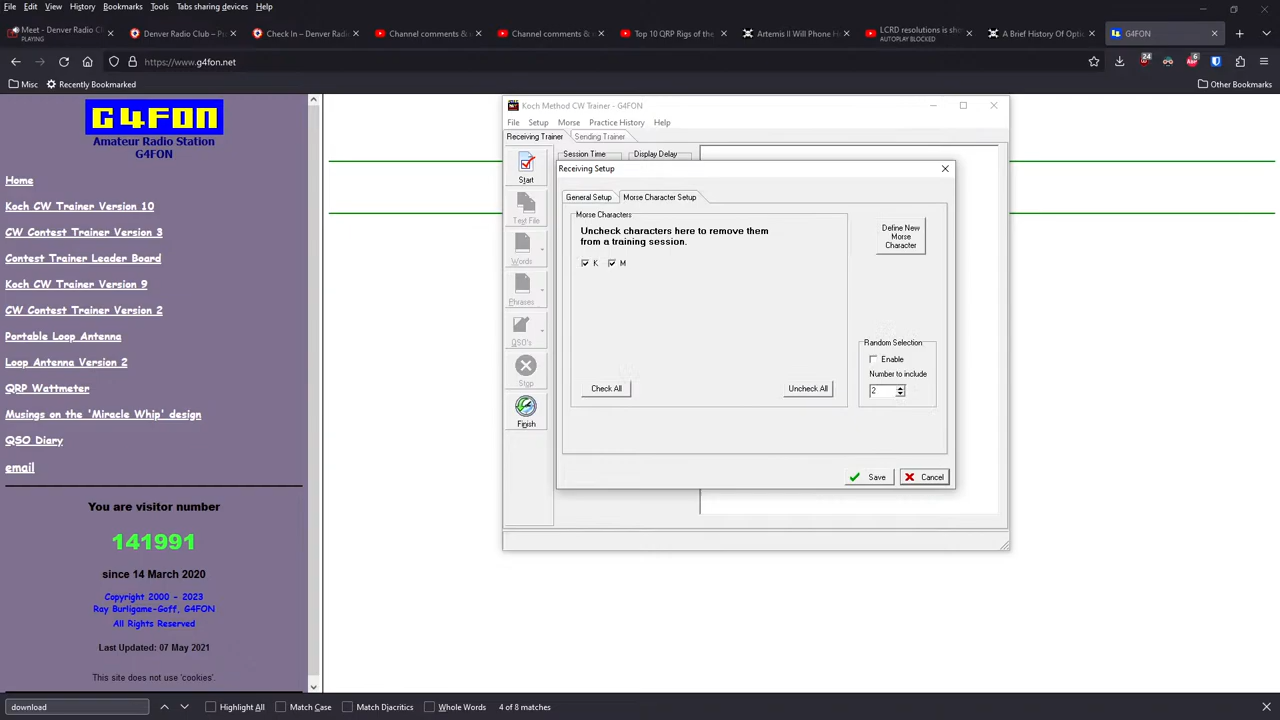 File Edit View History Bookmarks Tools Tabs sharing devices Help
Meet - Denver Radio Cl
PLAYING
Denver Radio Club – Pr
Check In – Denver Radi
Channel comments &
Channel comments &
Top 10 QRP Rigs of the
Artemis II Will Phone H
LCRD resolutions is sh
AUTOPLAY BLOCKED
A Brief History Of Opti
G4FON
https://www.g4fon.net
24
6
Misc Recently Bookmarked
Other Bookmarks
G4FON
Amateur Radio Station
G4FON
Home
Koch CW Trainer Version 10
CW Contest Trainer Version 3
Contest Trainer Leader Board
Koch CW Trainer Version 9
CW Contest Trainer Version 2
Portable Loop Antenna
Loop Antenna Version 2
QRP Wattmeter
Musings on the 'Miracle Whip' design
QSO Diary
email
You are visitor number
141991
since 14 March 2020
Copyright 2000 - 2023
Ray Burlingame-Goff, G4FON
All Rights Reserved
Last Updated: 07 May 2021
This site does not use 'cookies'.
Koch Method CW Trainer - G4FON
File Setup Morse Practice History Help
Receiving Trainer Sending Trainer
Session Time Display Delay
Start
Text File
Words
Phrases
QSO's
Stop
Finish
Receiving Setup
General Setup Morse Character Setup
Morse Characters
Uncheck characters here to remove them
from a training session.
K M
Check All Uncheck All
Define New
Morse
Character
Random Selection
Enable
Number to include
2
Save Cancel
download
Highlight All Match Case Match Diacritics Whole Words 4 of 8 matches